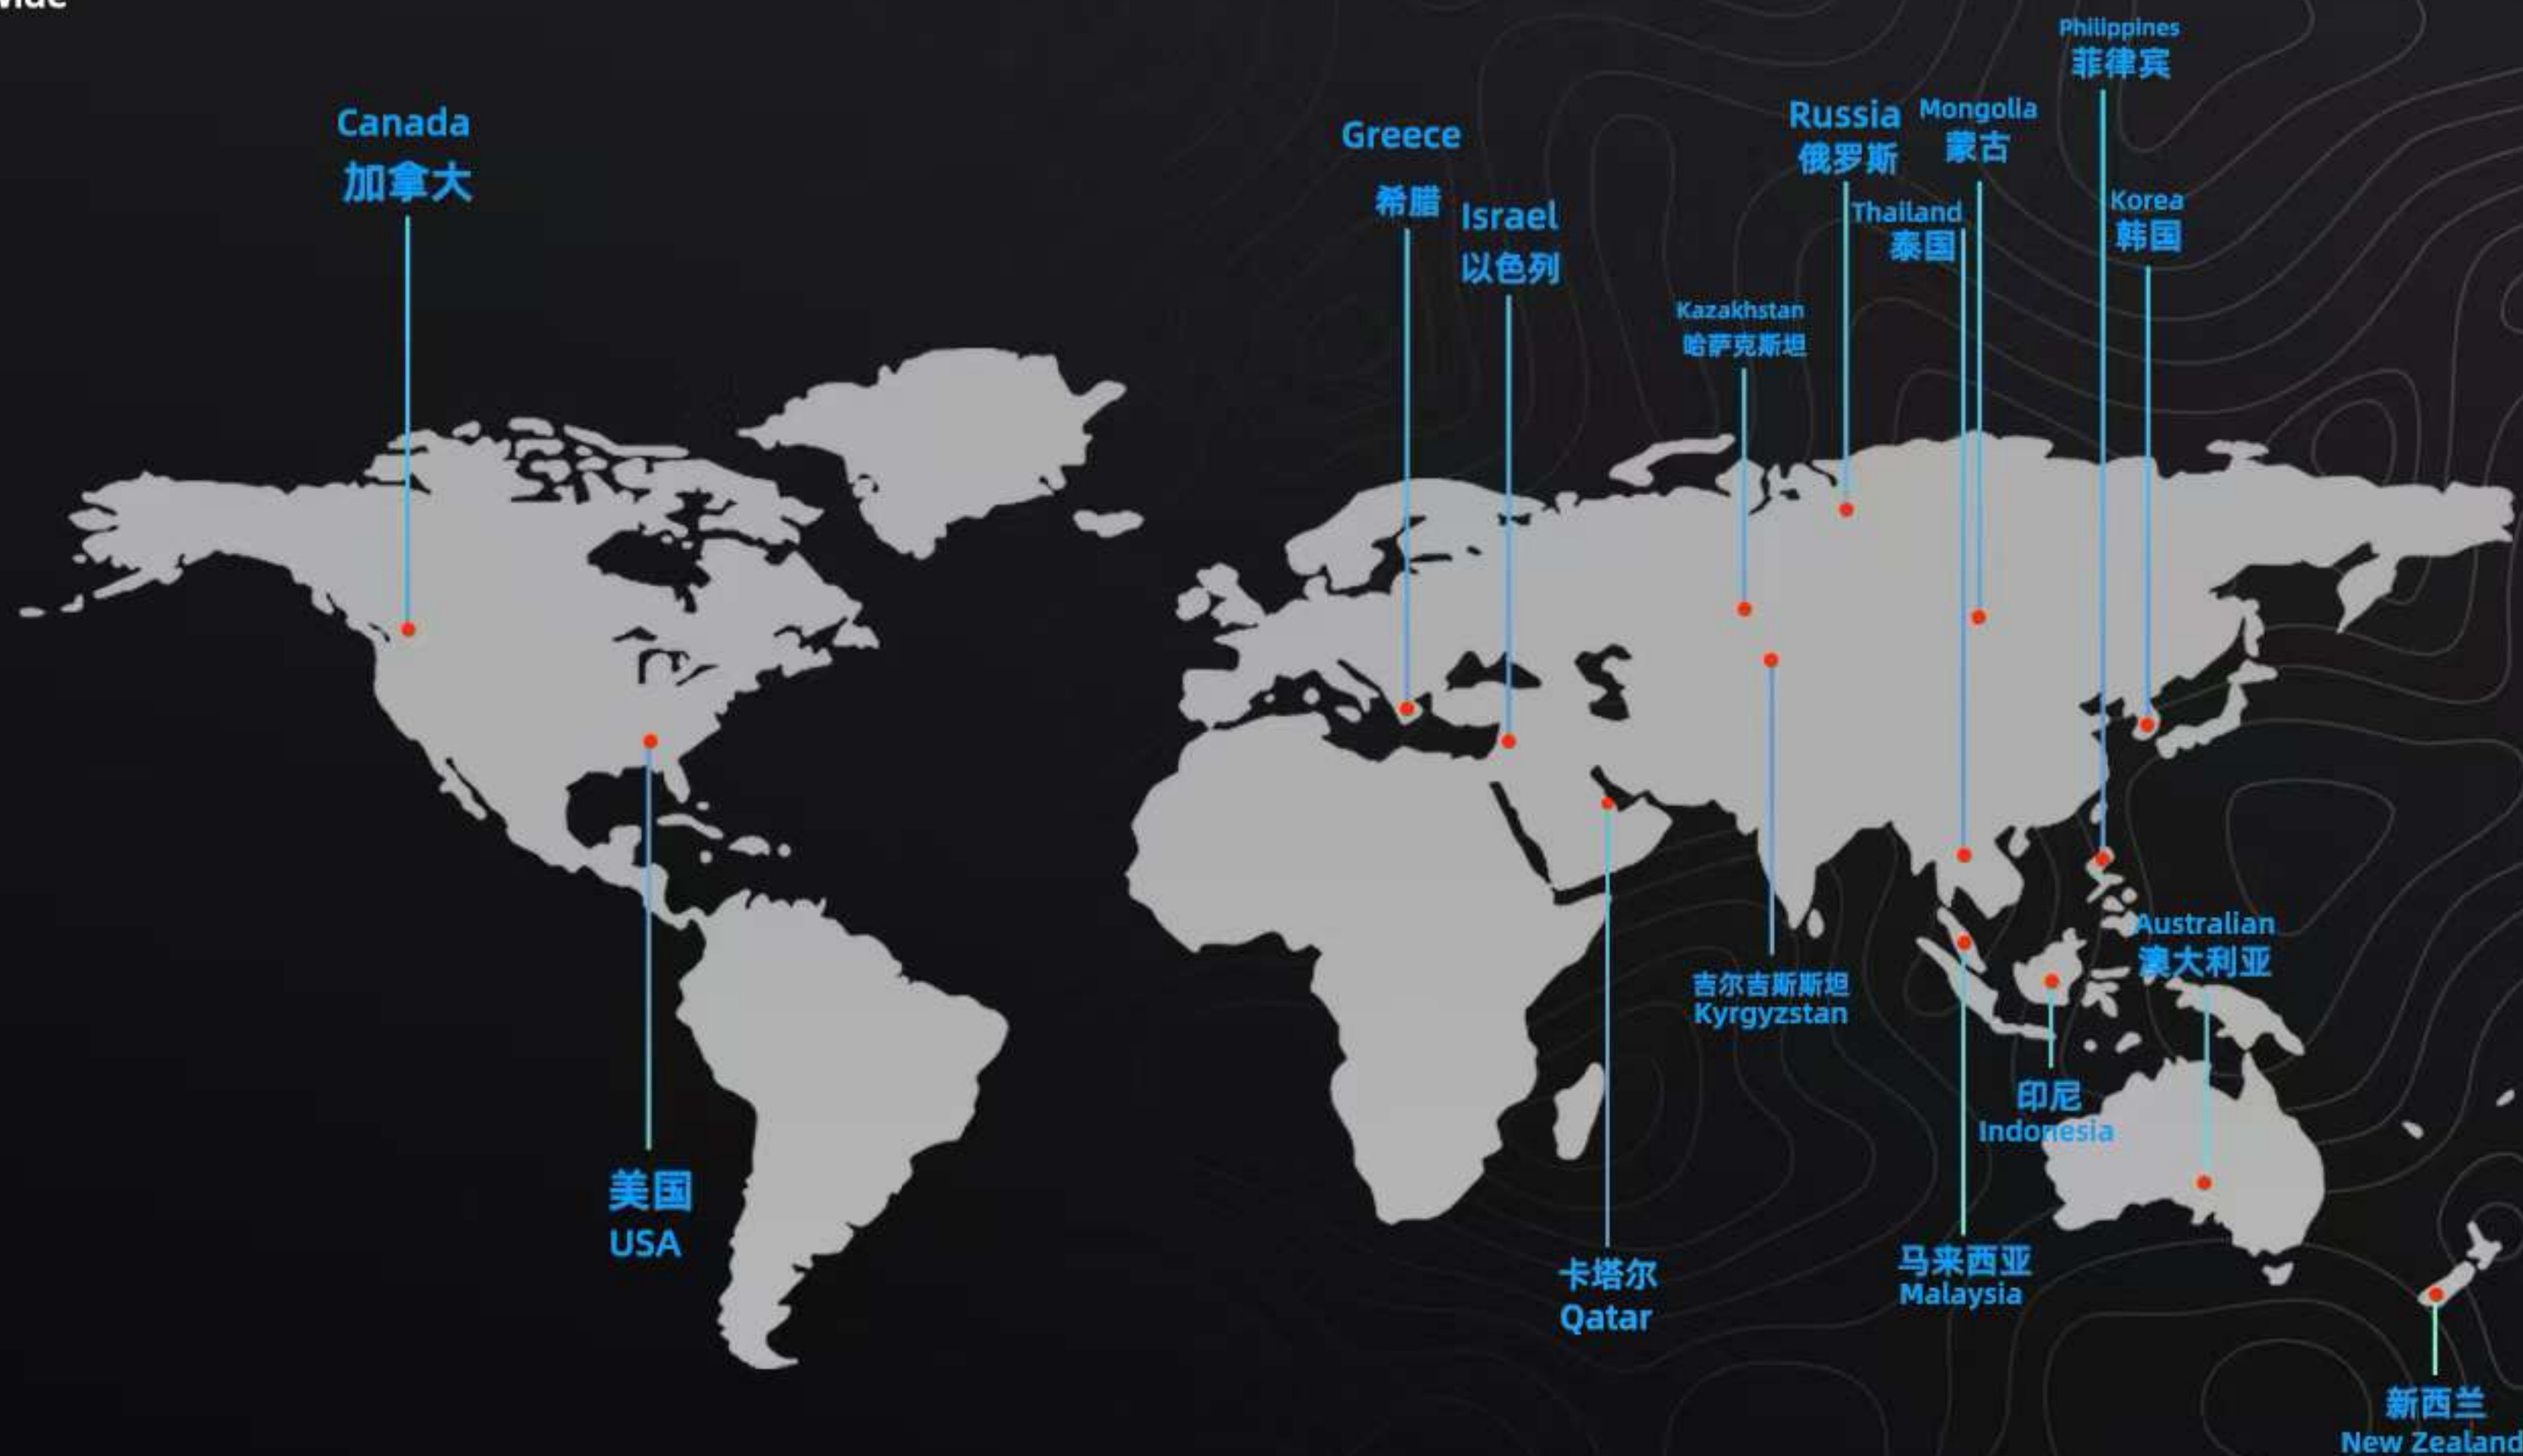 Philippines
菲律宾
Canada
加拿大
Greece
希腊
Israel
以色列
Russia
俄罗斯
Mongolia
蒙古
Thailand
泰国
Korea
韩国
Kazakhstan
哈萨克斯坦
Australian
澳大利亚
吉尔吉斯斯坦
Kyrgyzstan
印尼
Indonesia
美国
USA
卡塔尔
Qatar
马来西亚
Malaysia
新西兰
New Zealand